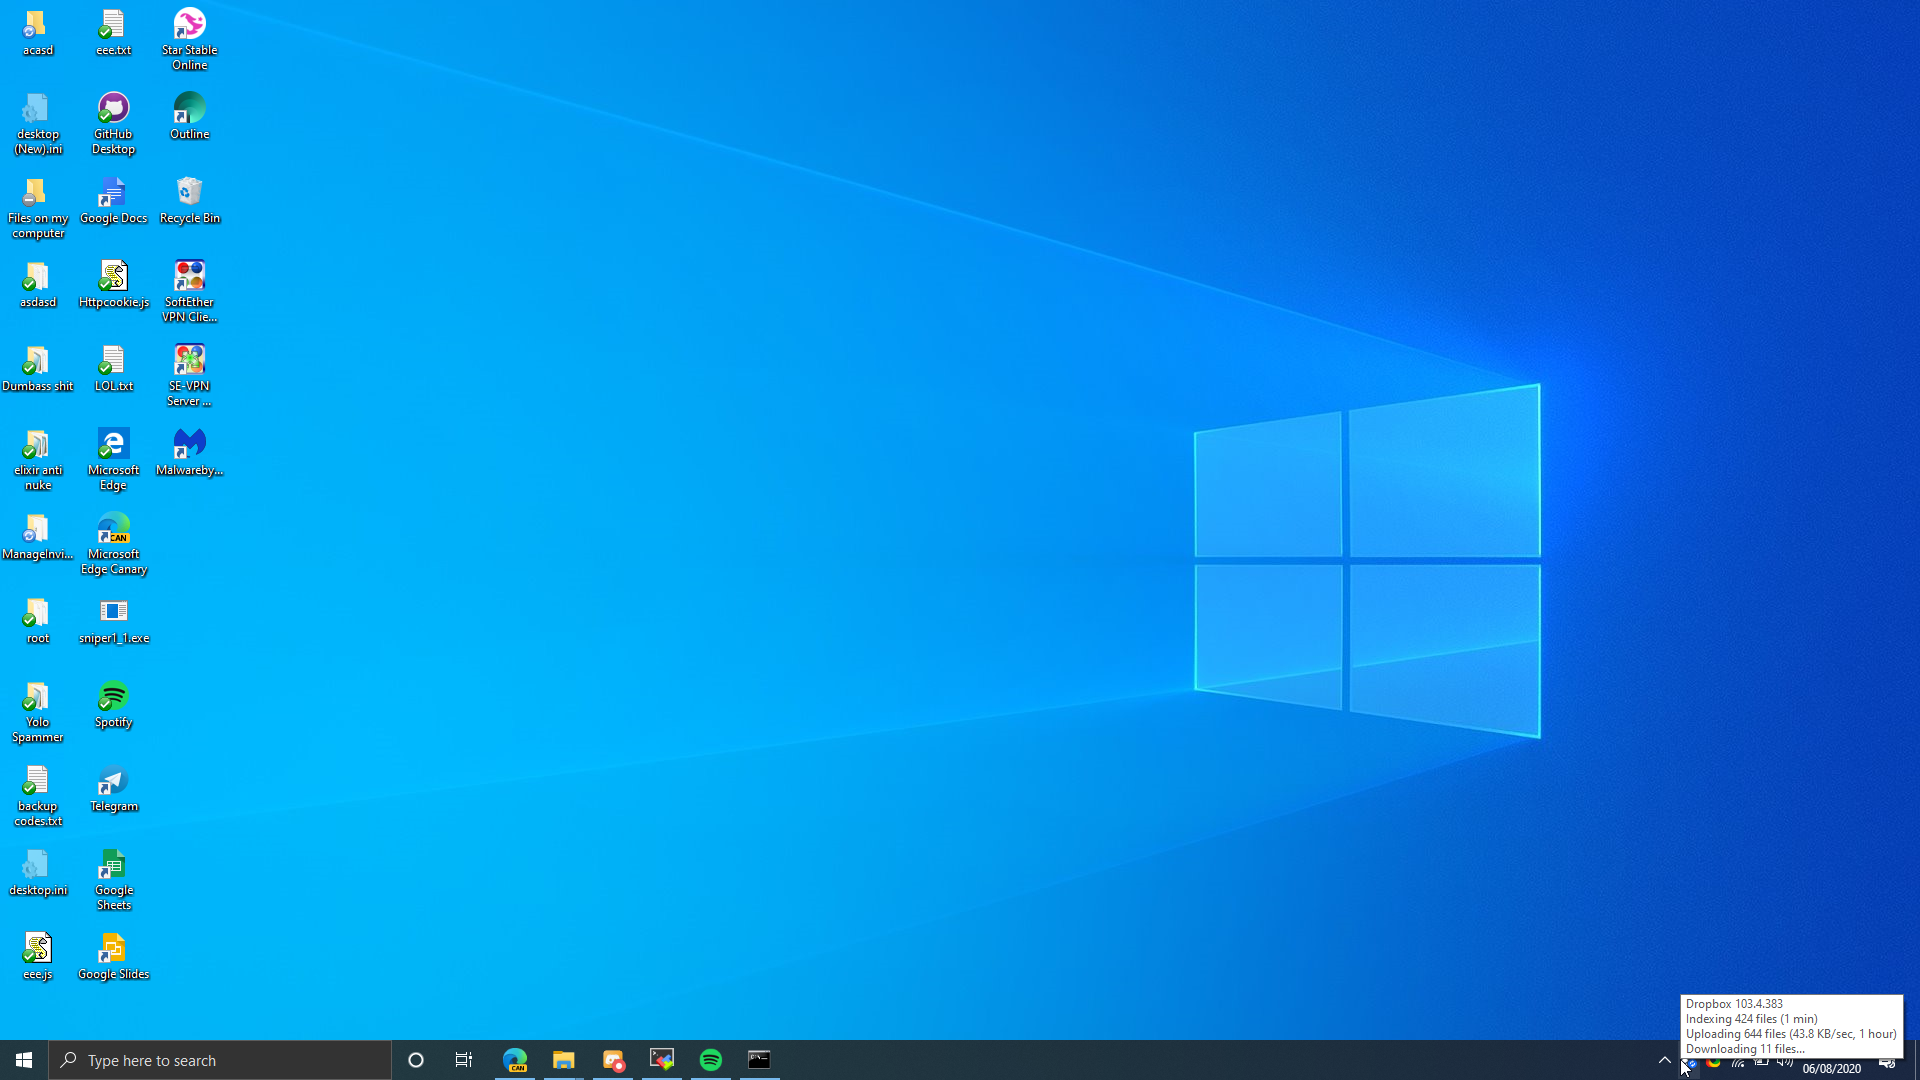 acasd
eee.txt
Star Stable
Online
desktop
(New).ini
GitHub
Desktop
Outline
Files on my
computer
Google Docs
Recycle Bin
asdasd
Httpcookie.js
SoftEther
VPN Clie...
Dumbass shit
LOL.txt
SE-VPN
Server ...
elixir anti
nuke
Microsoft
Edge
Malwareby...
ManageInvi...
CAN
Microsoft
Edge Canary
root
sniper1_1.exe
Yolo
Spammer
Spotify
backup
codes.txt
Telegram
desktop.ini
Google
Sheets
eee.js
Google Slides
Dropbox 103.4.383
Indexing 424 files (1 min)
Uploading 644 files (43.8 KB/sec, 1 hour)
Downloading 11 files...
Type here to search
CAN
06/08/2020